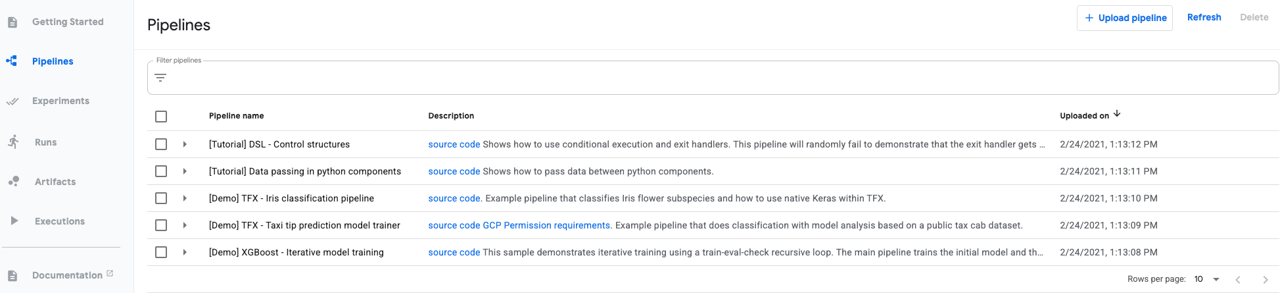 Getting Started
Pipelines
Experiments
Runs
Artifacts
Executions
Documentation
Pipelines
+ Upload pipeline Refresh Delete
Filter pipelines
Pipeline name Description Uploaded on
[Tutorial] DSL - Control structures source code Shows how to use conditional execution and exit handlers. This pipeline will randomly fail to demonstrate that the exit handler gets ... 2/24/2021, 1:13:12 PM
[Tutorial] Data passing in python components source code Shows how to pass data between python components. 2/24/2021, 1:13:11 PM
[Demo] TFX - Iris classification pipeline source code. Example pipeline that classifies Iris flower subspecies and how to use native Keras within TFX. 2/24/2021, 1:13:10 PM
[Demo] TFX - Taxi tip prediction model trainer source code GCP Permission requirements. Example pipeline that does classification with model analysis based on a public tax cab dataset. 2/24/2021, 1:13:09 PM
[Demo] XGBoost - Iterative model training source code This sample demonstrates iterative training using a train-eval-check recursive loop. The main pipeline trains the initial model and th... 2/24/2021, 1:13:08 PM
Rows per page: 10